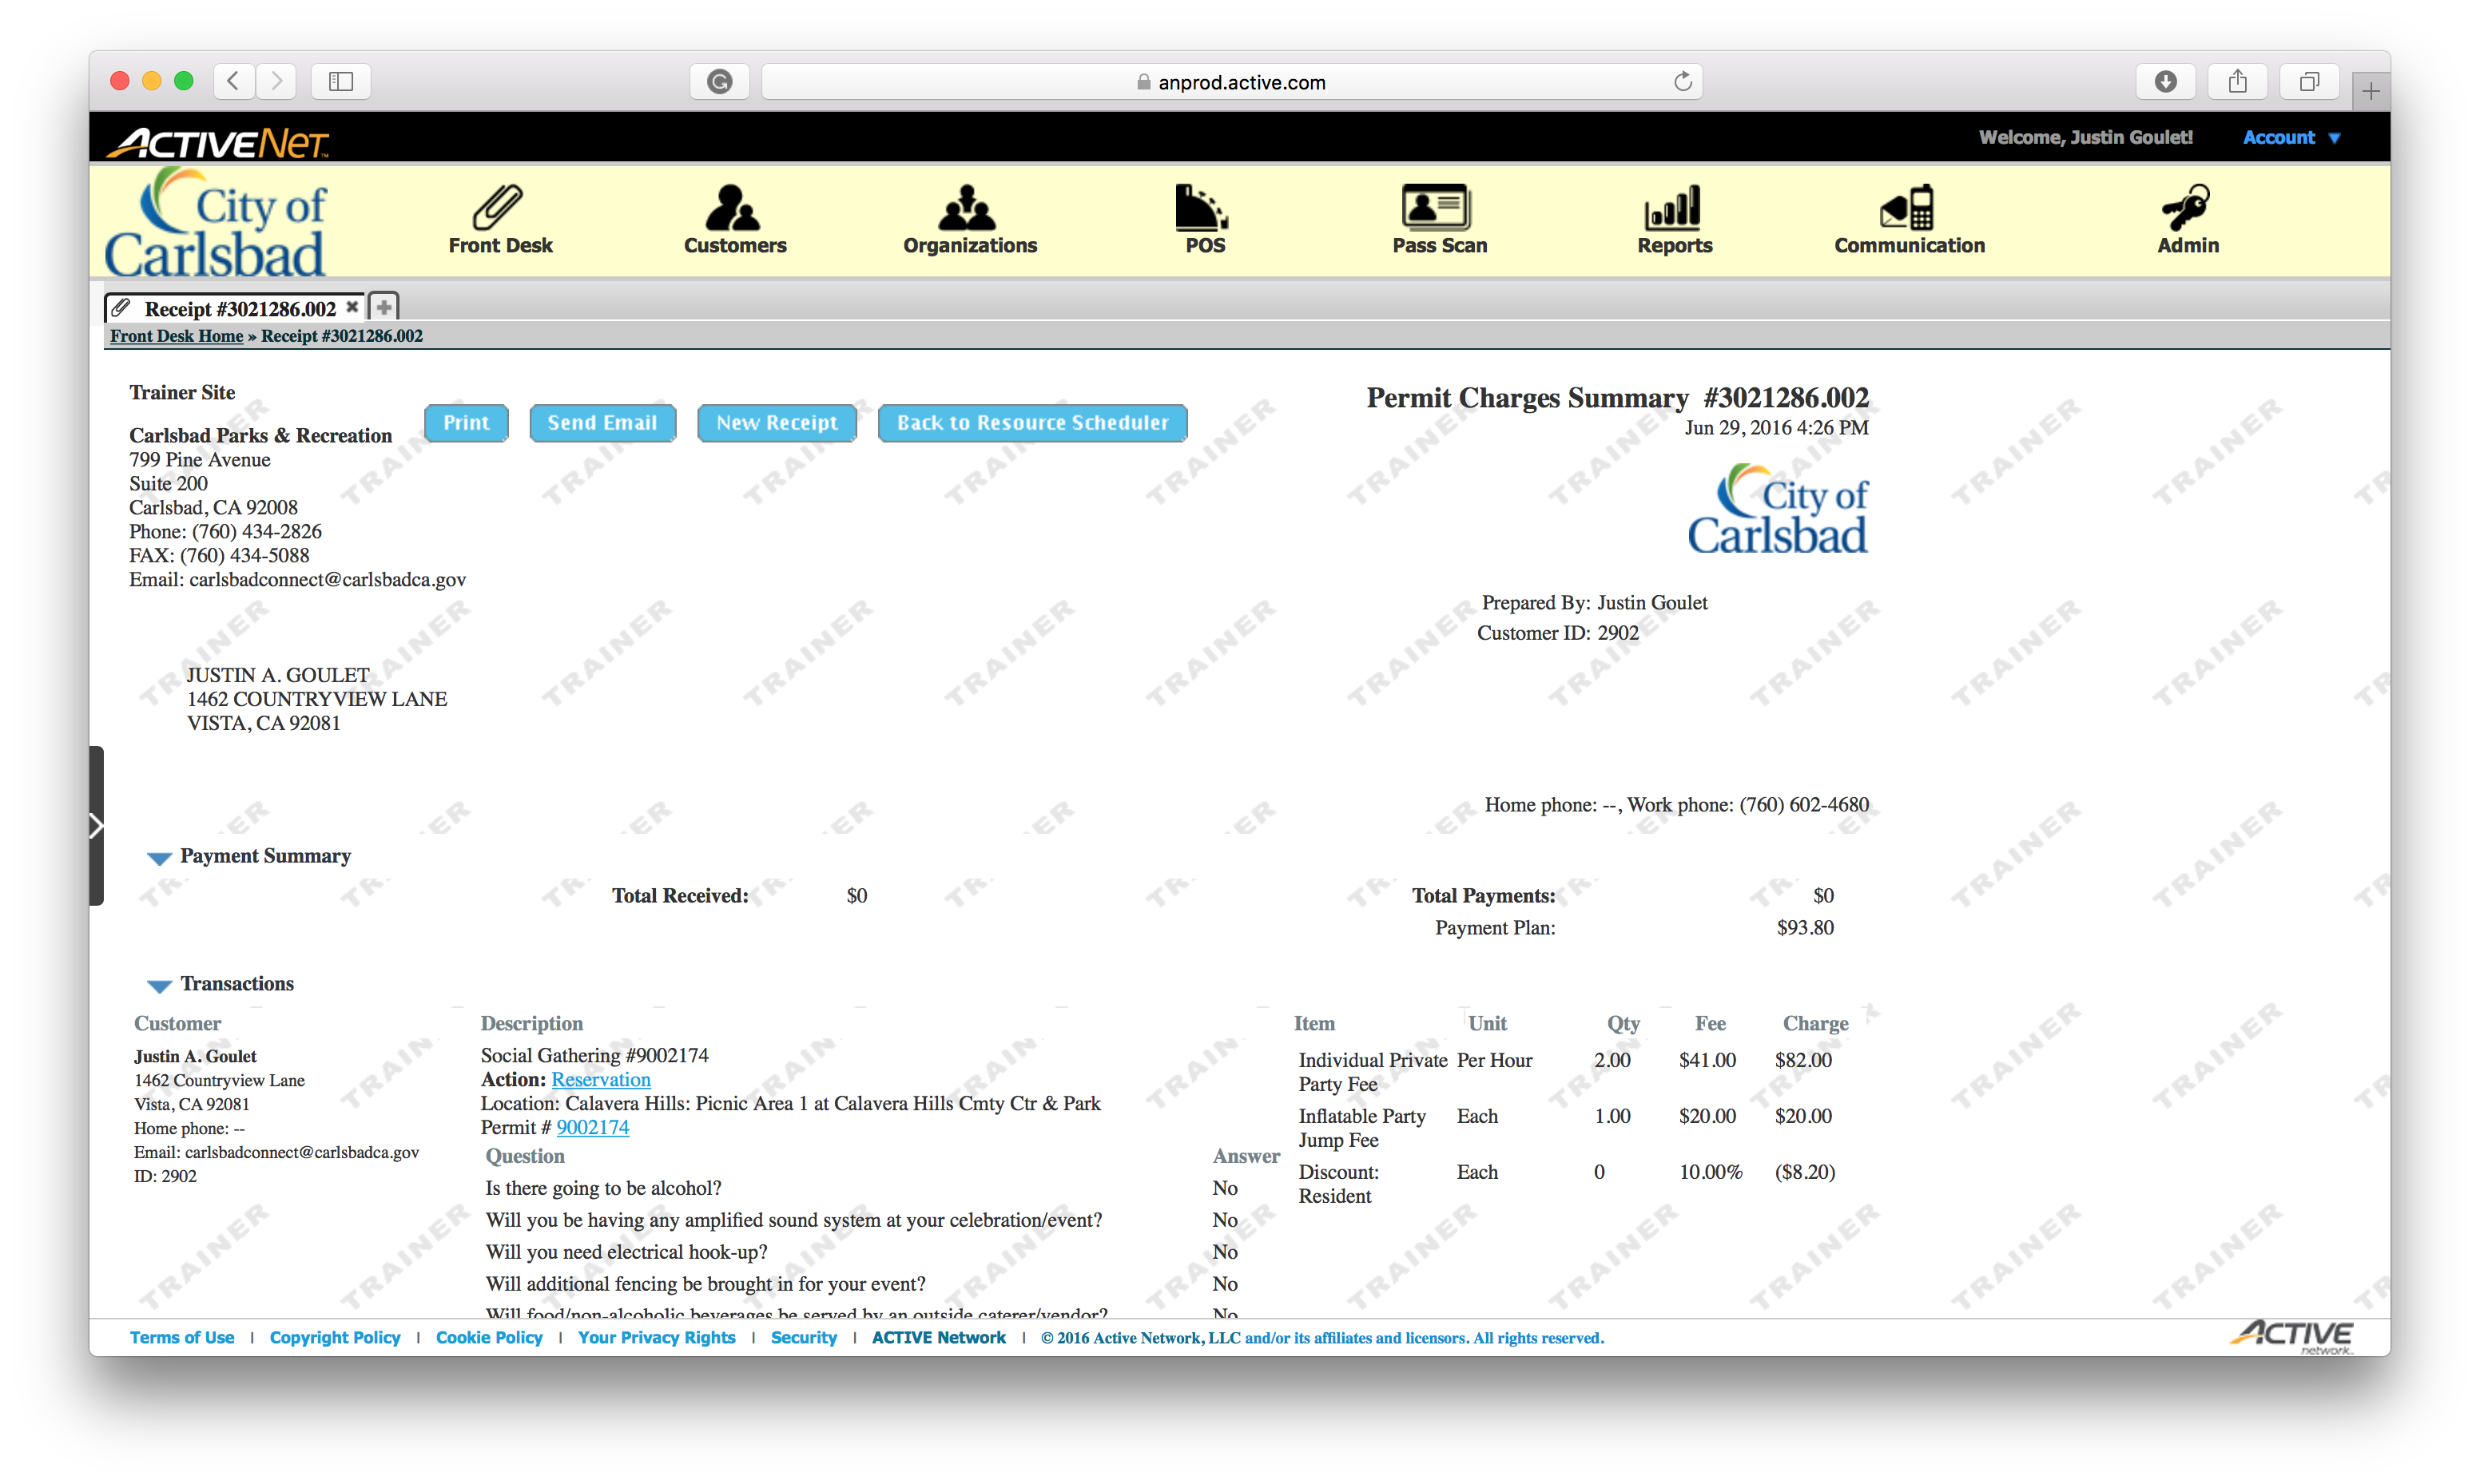 anprod.active.com
ACTIVENet
Welcome, Justin Goulet!
Account
City of
Carlsbad
Front Desk
Customers
Organizations
POS
Pass Scan
Reports
Communication
Admin
Receipt #3021286.002
Front Desk Home » Receipt #3021286.002
Trainer Site
Print
Send Email
New Receipt
Back to Resource Scheduler
Permit Charges Summary #3021286.002
Jun 29, 2016 4:26 PM
Carlsbad Parks & Recreation
799 Pine Avenue
Suite 200
Carlsbad, CA 92008
Phone: (760) 434-2826
FAX: (760) 434-5088
Email: carlsbadconnect@carlsbadca.gov
City of
Carlsbad
Prepared By: Justin Goulet
Customer ID: 2902
JUSTIN A. GOULET
1462 COUNTRYVIEW LANE
VISTA, CA 92081
Home phone: --, Work phone: (760) 602-4680
Payment Summary
Total Received: $0
Total Payments: $0
Payment Plan: $93.80
Transactions
Customer
Justin A. Goulet
1462 Countryview Lane
Vista, CA 92081
Home phone: --
Email: carlsbadconnect@carlsbadca.gov
ID: 2902
Description
Social Gathering #9002174
Action: Reservation
Location: Calavera Hills: Picnic Area 1 at Calavera Hills Cmty Ctr & Park
Permit # 9002174
Question Answer
Is there going to be alcohol? No
Will you be having any amplified sound system at your celebration/event? No
Will you need electrical hook-up? No
Will additional fencing be brought in for your event? No
Will food/non-alcoholic beverages be served by an outside caterer/vendor? No
Item Unit Qty Fee Charge
Individual Private Per Hour 2.00 $41.00 $82.00
Party Fee
Inflatable Party Each 1.00 $20.00 $20.00
Jump Fee
Discount: Each 0 10.00% ($8.20)
Resident
TRAINER
Terms of Use | Copyright Policy | Cookie Policy | Your Privacy Rights | Security | ACTIVE Network | © 2016 Active Network, LLC and/or its affiliates and licensors. All rights reserved.
ACTIVE
network